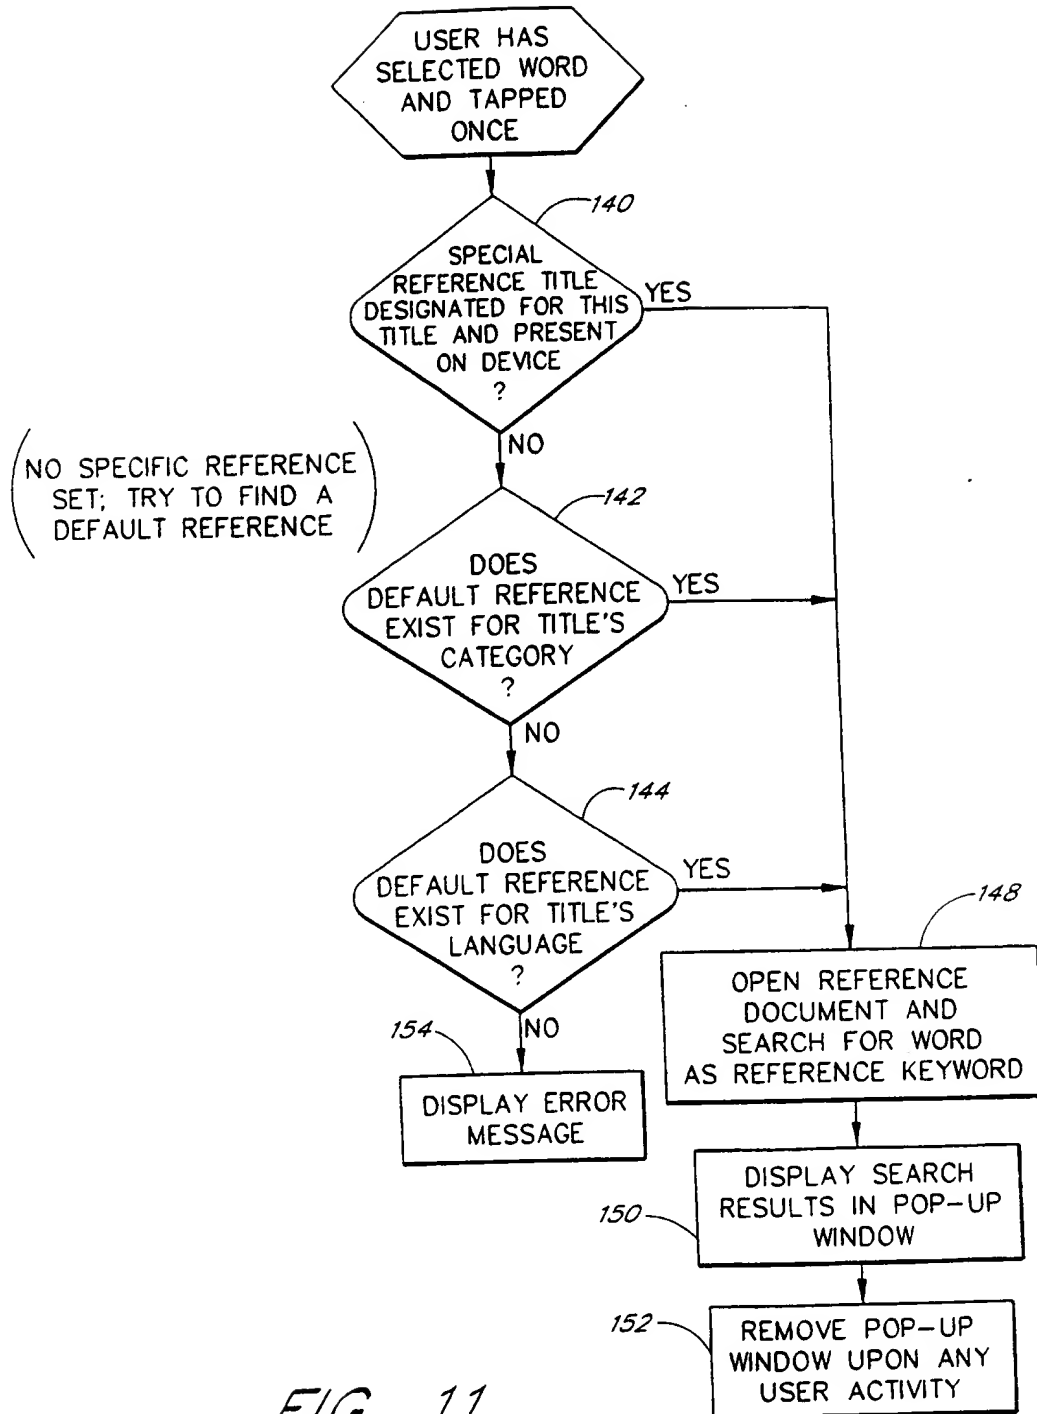 USER HAS
SELECTED WORD
AND TAPPED
ONCE
140
SPECIAL
REFERENCE TITLE
DESIGNATED FOR THIS
TITLE AND PRESENT
ON DEVICE
?
YES
NO
(NO SPECIFIC REFERENCE
SET; TRY TO FIND A
DEFAULT REFERENCE)
142
DOES
DEFAULT REFERENCE
EXIST FOR TITLE'S
CATEGORY
?
YES
NO
144
DOES
DEFAULT REFERENCE
EXIST FOR TITLE'S
LANGUAGE
?
YES
NO
148
OPEN REFERENCE
DOCUMENT AND
SEARCH FOR WORD
AS REFERENCE KEYWORD
154
DISPLAY ERROR
MESSAGE
150
DISPLAY SEARCH
RESULTS IN POP-UP
WINDOW
152
REMOVE POP-UP
WINDOW UPON ANY
USER ACTIVITY
FIG. 11